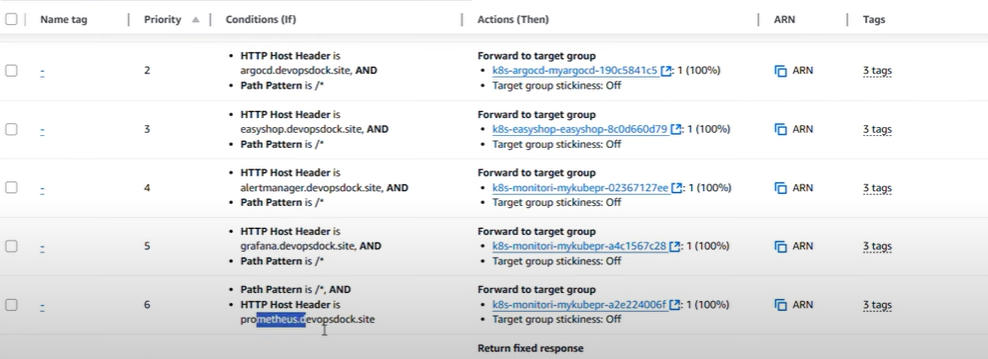 Name tag
Priority
Conditions (If)
Actions (Then)
ARN
Tags
-
2
• HTTP Host Header is
argocd.devopsdock.site, AND
• Path Pattern is /*
Forward to target group
• k8s-argocd-myargocd-190c5841c5: 1 (100%)
• Target group stickiness: Off
ARN
3 tags
-
3
• HTTP Host Header is
easyshop.devopsdock.site, AND
• Path Pattern is /*
Forward to target group
• k8s-easyshop-easyshop-8c0d660d79: 1 (100%)
• Target group stickiness: Off
ARN
3 tags
-
4
• HTTP Host Header is
alertmanager.devopsdock.site, AND
• Path Pattern is /*
Forward to target group
• k8s-monitori-mykubepr-02367127ee: 1 (100%)
• Target group stickiness: Off
ARN
3 tags
-
5
• HTTP Host Header is
grafana.devopsdock.site, AND
• Path Pattern is /*
Forward to target group
• k8s-monitori-mykubepr-a4c1567c28: 1 (100%)
• Target group stickiness: Off
ARN
3 tags
-
6
• Path Pattern is /*, AND
• HTTP Host Header is
prometheus.devopsdock.site
Forward to target group
• k8s-monitori-mykubepr-a2e224006f: 1 (100%)
• Target group stickiness: Off
ARN
3 tags
Return fixed response